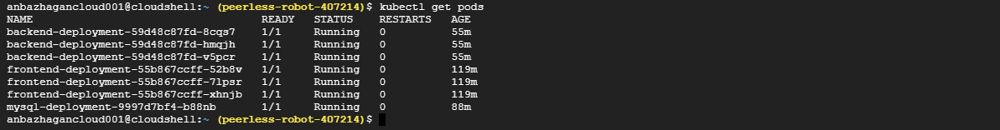 anbazhagancloud001@cloudshell:~ (peerless-robot-407214)$ kubectl get pods
NAME READY STATUS RESTARTS AGE
backend-deployment-59d48c87fd-8cqs7 1/1 Running 0 55m
backend-deployment-59d48c87fd-hmqjh 1/1 Running 0 55m
backend-deployment-59d48c87fd-v5pcr 1/1 Running 0 55m
frontend-deployment-55b867ccff-52b8v 1/1 Running 0 119m
frontend-deployment-55b867ccff-7lpsr 1/1 Running 0 119m
frontend-deployment-55b867ccff-xhnjb 1/1 Running 0 119m
mysql-deployment-9997d7bf4-b88nb 1/1 Running 0 88m
anbazhagancloud001@cloudshell:~ (peerless-robot-407214)$